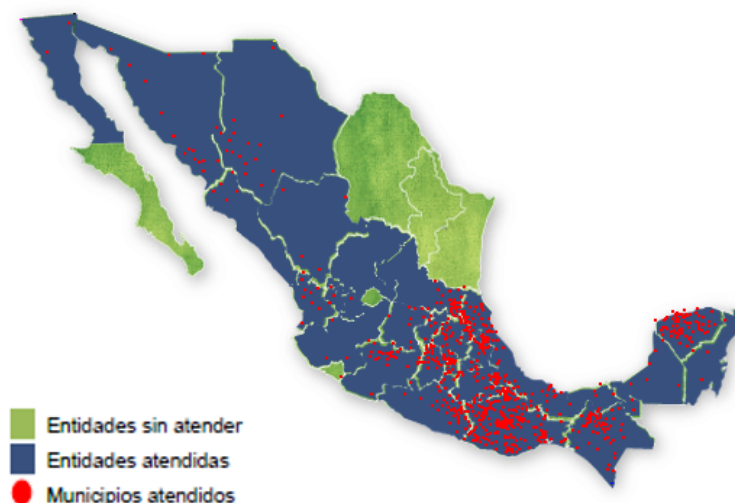 Entidades sin atender
Entidades atendidas
Municipios atendidos